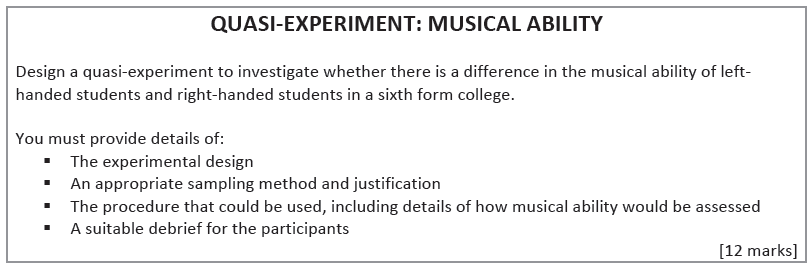 QUASI-EXPERIMENT: MUSICAL ABILITY
Design a quasi-experiment to investigate whether there is a difference in the musical ability of left-
handed students and right-handed students in a sixth form college.
You must provide details of:
▪ The experimental design
▪ An appropriate sampling method and justification
▪ The procedure that could be used, including details of how musical ability would be assessed
▪ A suitable debrief for the participants
[12 marks]